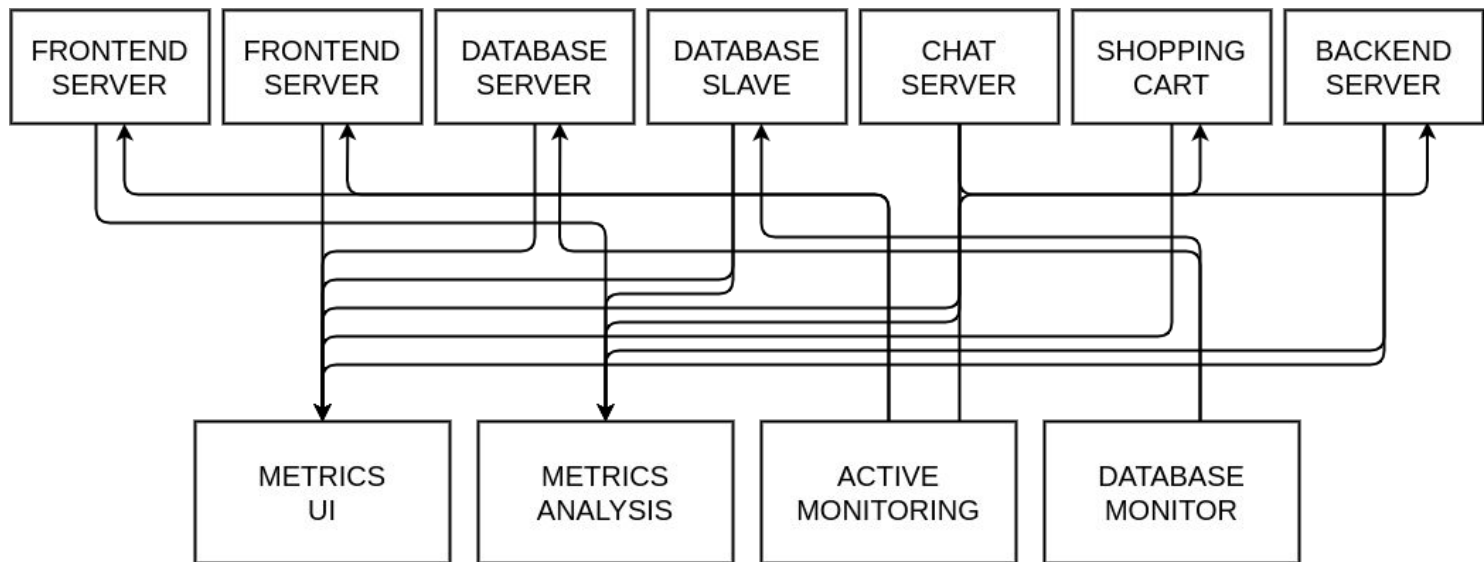 FRONTEND
SERVER
FRONTEND
SERVER
DATABASE
SERVER
DATABASE
SLAVE
CHAT
SERVER
SHOPPING
CART
BACKEND
SERVER
METRICS
UI
METRICS
ANALYSIS
ACTIVE
MONITORING
DATABASE
MONITOR